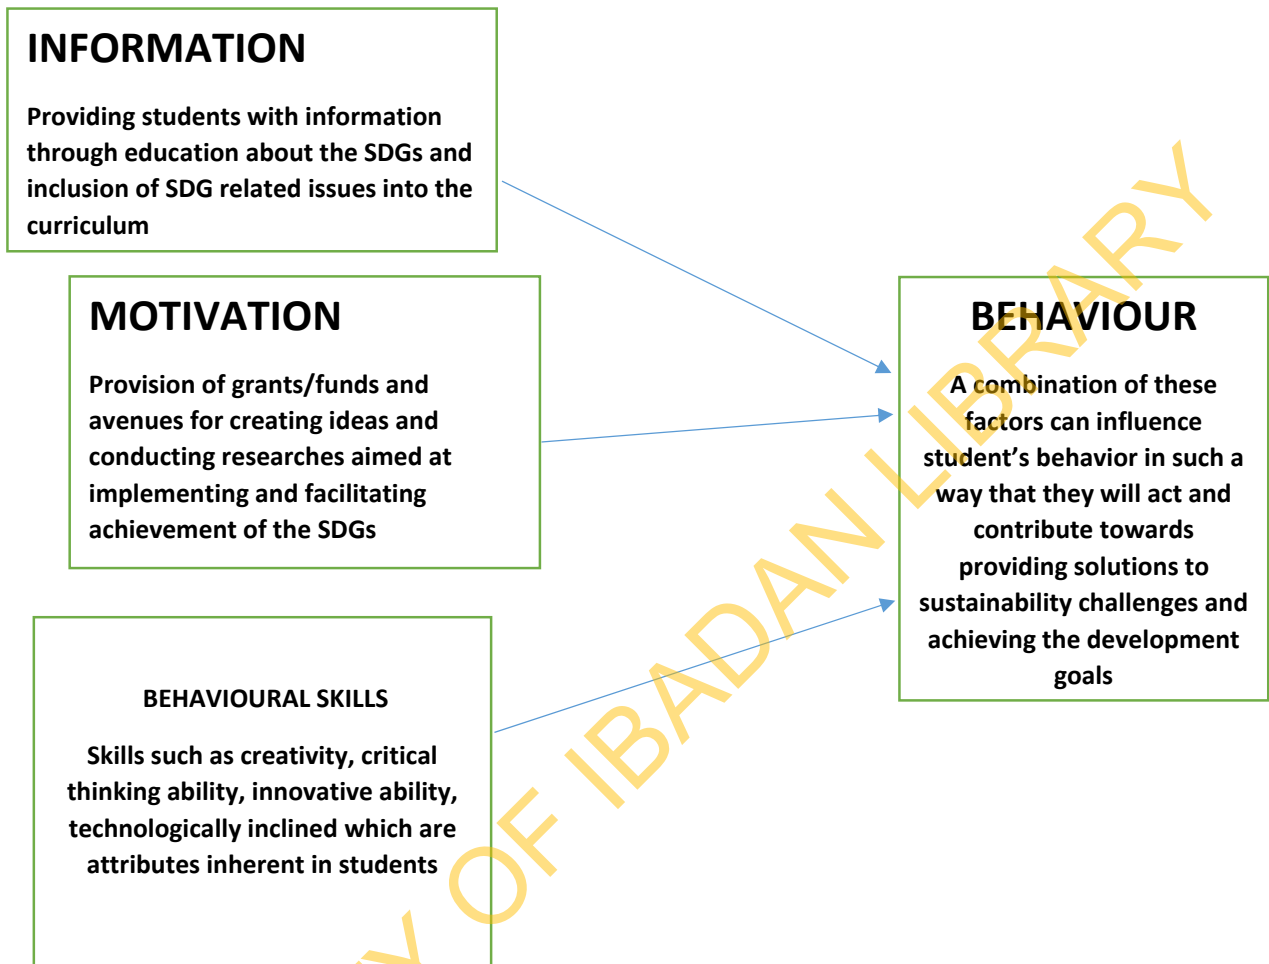 INFORMATION
Providing students with information
through education about the SDGs and
inclusion of SDG related issues into the
curriculum
MOTIVATION
Provision of grants/funds and
avenues for creating ideas and
conducting researches aimed at
implementing and facilitating
achievement of the SDGs
BEHAVIOURAL SKILLS
Skills such as creativity, critical
thinking ability, innovative ability,
technologically inclined which are
attributes inherent in students
BEHAVIOUR
A combination of these
factors can influence
student’s behavior in such a
way that they will act and
contribute towards
providing solutions to
sustainability challenges and
achieving the development
goals
Y OF IBADAN LIBRARY